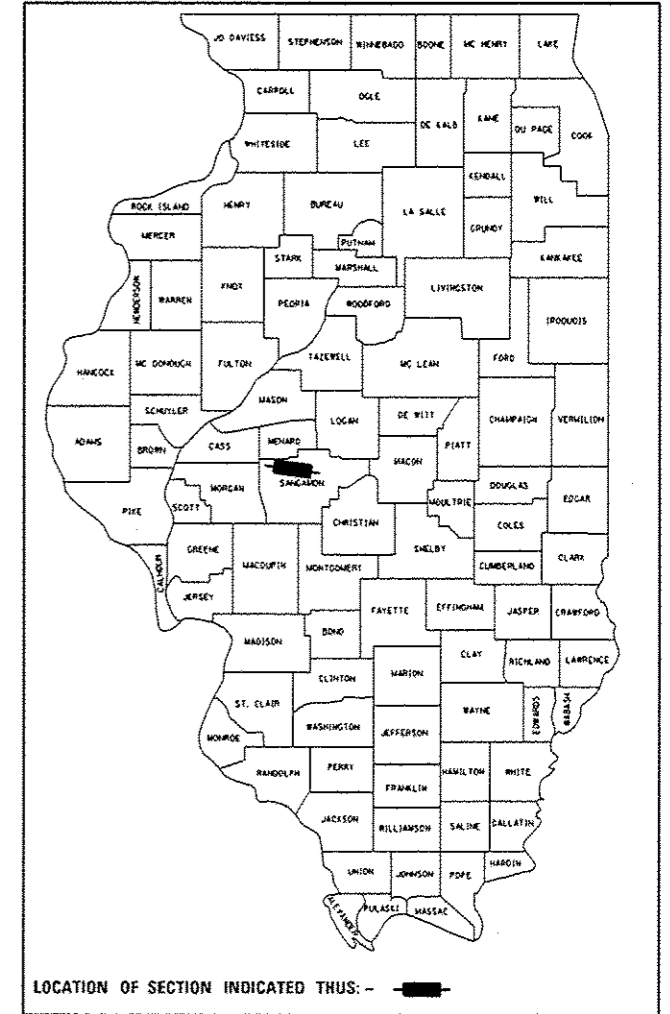 JO DAVIESS STEPHENSON WINNEBAGO BOONE MC HENRY LAKE
CARROLL OGLE DE KALB KANE DU PAGE COOK
WHITESIDE LEE KENDALL WILL
ROCK ISLAND HENRY BUREAU LA SALLE GRUNDY
MERCER PUTNAM KANKAKEE
STARK MARSHALL
HENDERSON WARREN KNOX PEORIA WOODFORD LIVINGSTON IROQUOIS
HANCOCK MC DONOUGH FULTON TAZEWELL MC LEAN FORD
SCHUYLER MASON LOGAN DE WITT CHAMPAIGN VERMILION
ADAMS BROWN CASS MENARD MACON PIATT
PIKE SCOTT MORGAN SANGAMON MOULTRIE DOUGLAS EDGAR
CHRISTIAN COLES
CALHOUN GREENE MACOUPIN MONTGOMERY SHELBY CUMBERLAND CLARK
JERSEY FAYETTE EFFINGHAM JASPER CRAWFORD
MADISON BOND CLAY RICHLAND LAWRENCE
CLINTON MARION
ST. CLAIR WAYNE EDWARDS WABASH
MONROE WASHINGTON JEFFERSON
RANDOLPH PERRY HAMILTON WHITE
FRANKLIN
JACKSON WILLIAMSON SALINE GALLATIN
UNION JOHNSON POPE HARDIN
ALEXANDER PULASKI MASSAC
LOCATION OF SECTION INDICATED THUS: -